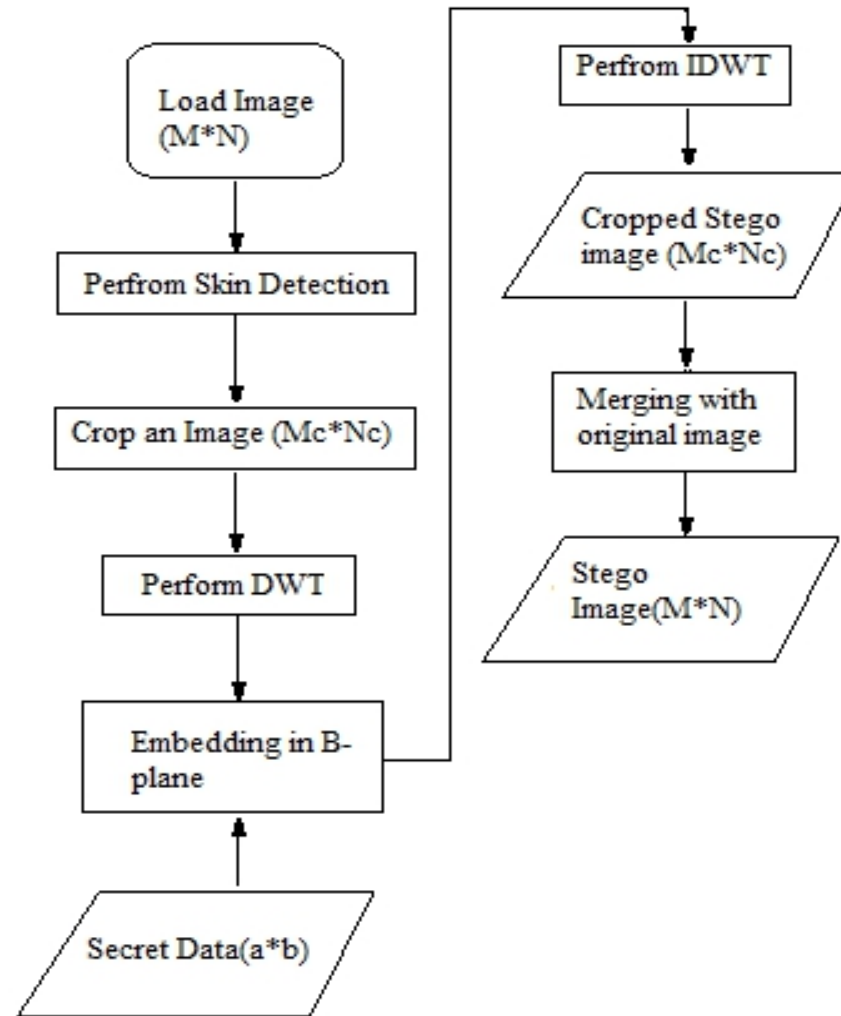 Load Image
(M*N)
Perfrom Skin Detection
Crop an Image (Mc*Nc)
Perform DWT
Embedding in B-
plane
Secret Data(a*b)
Perfrom IDWT
Cropped Stego
image (Mc*Nc)
Merging with
original image
Stego
Image(M*N)